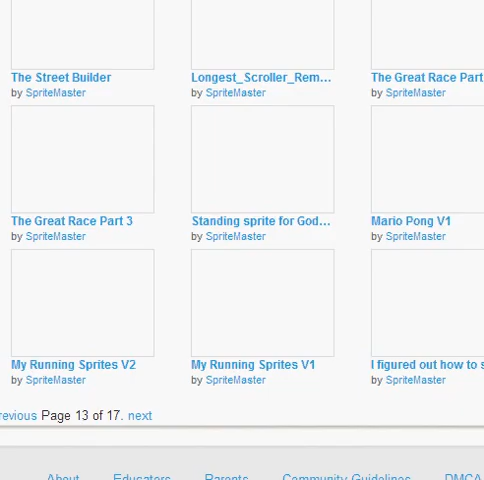 The Street Builder Longest_Scroller_Rem... The Great Race Part
by SpriteMaster by SpriteMaster by SpriteMaster
The Great Race Part 3 Standing sprite for God... Mario Pong V1
by SpriteMaster by SpriteMaster by SpriteMaster
My Running Sprites V2 My Running Sprites V1 I figured out how to s
by SpriteMaster by SpriteMaster by SpriteMaster
revious Page 13 of 17. next
About Educators Parents Community Guidelines DMCA